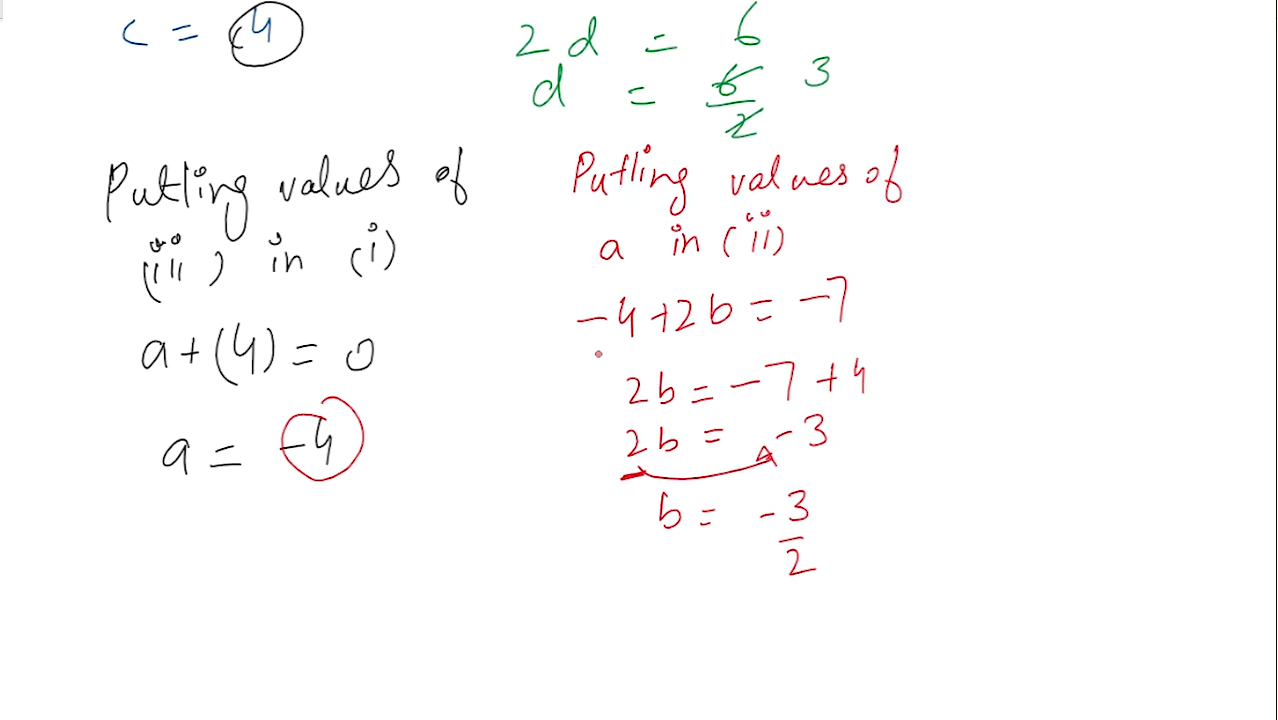 c = 4
2d = 6
d = 6/2 3
Putting values of
(iii) in (i)
a+(4) = 0
a = -4
Putting values of
a in (ii)
-4+2b = -7
2b = -7+4
2b = -3
b = -3/2